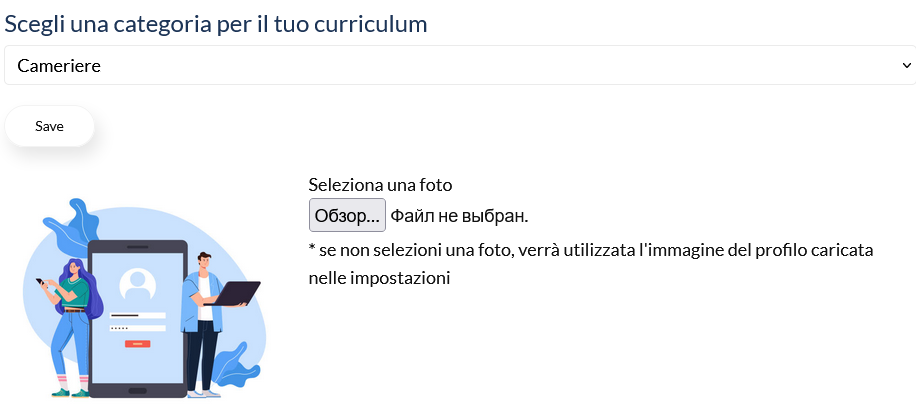 Scegli una categoria per il tuo curriculum
Cameriere
Save
Seleziona una foto
Обзор... Файл не выбран.
* se non selezioni una foto, verrà utilizzata l'immagine del profilo caricata
nelle impostazioni